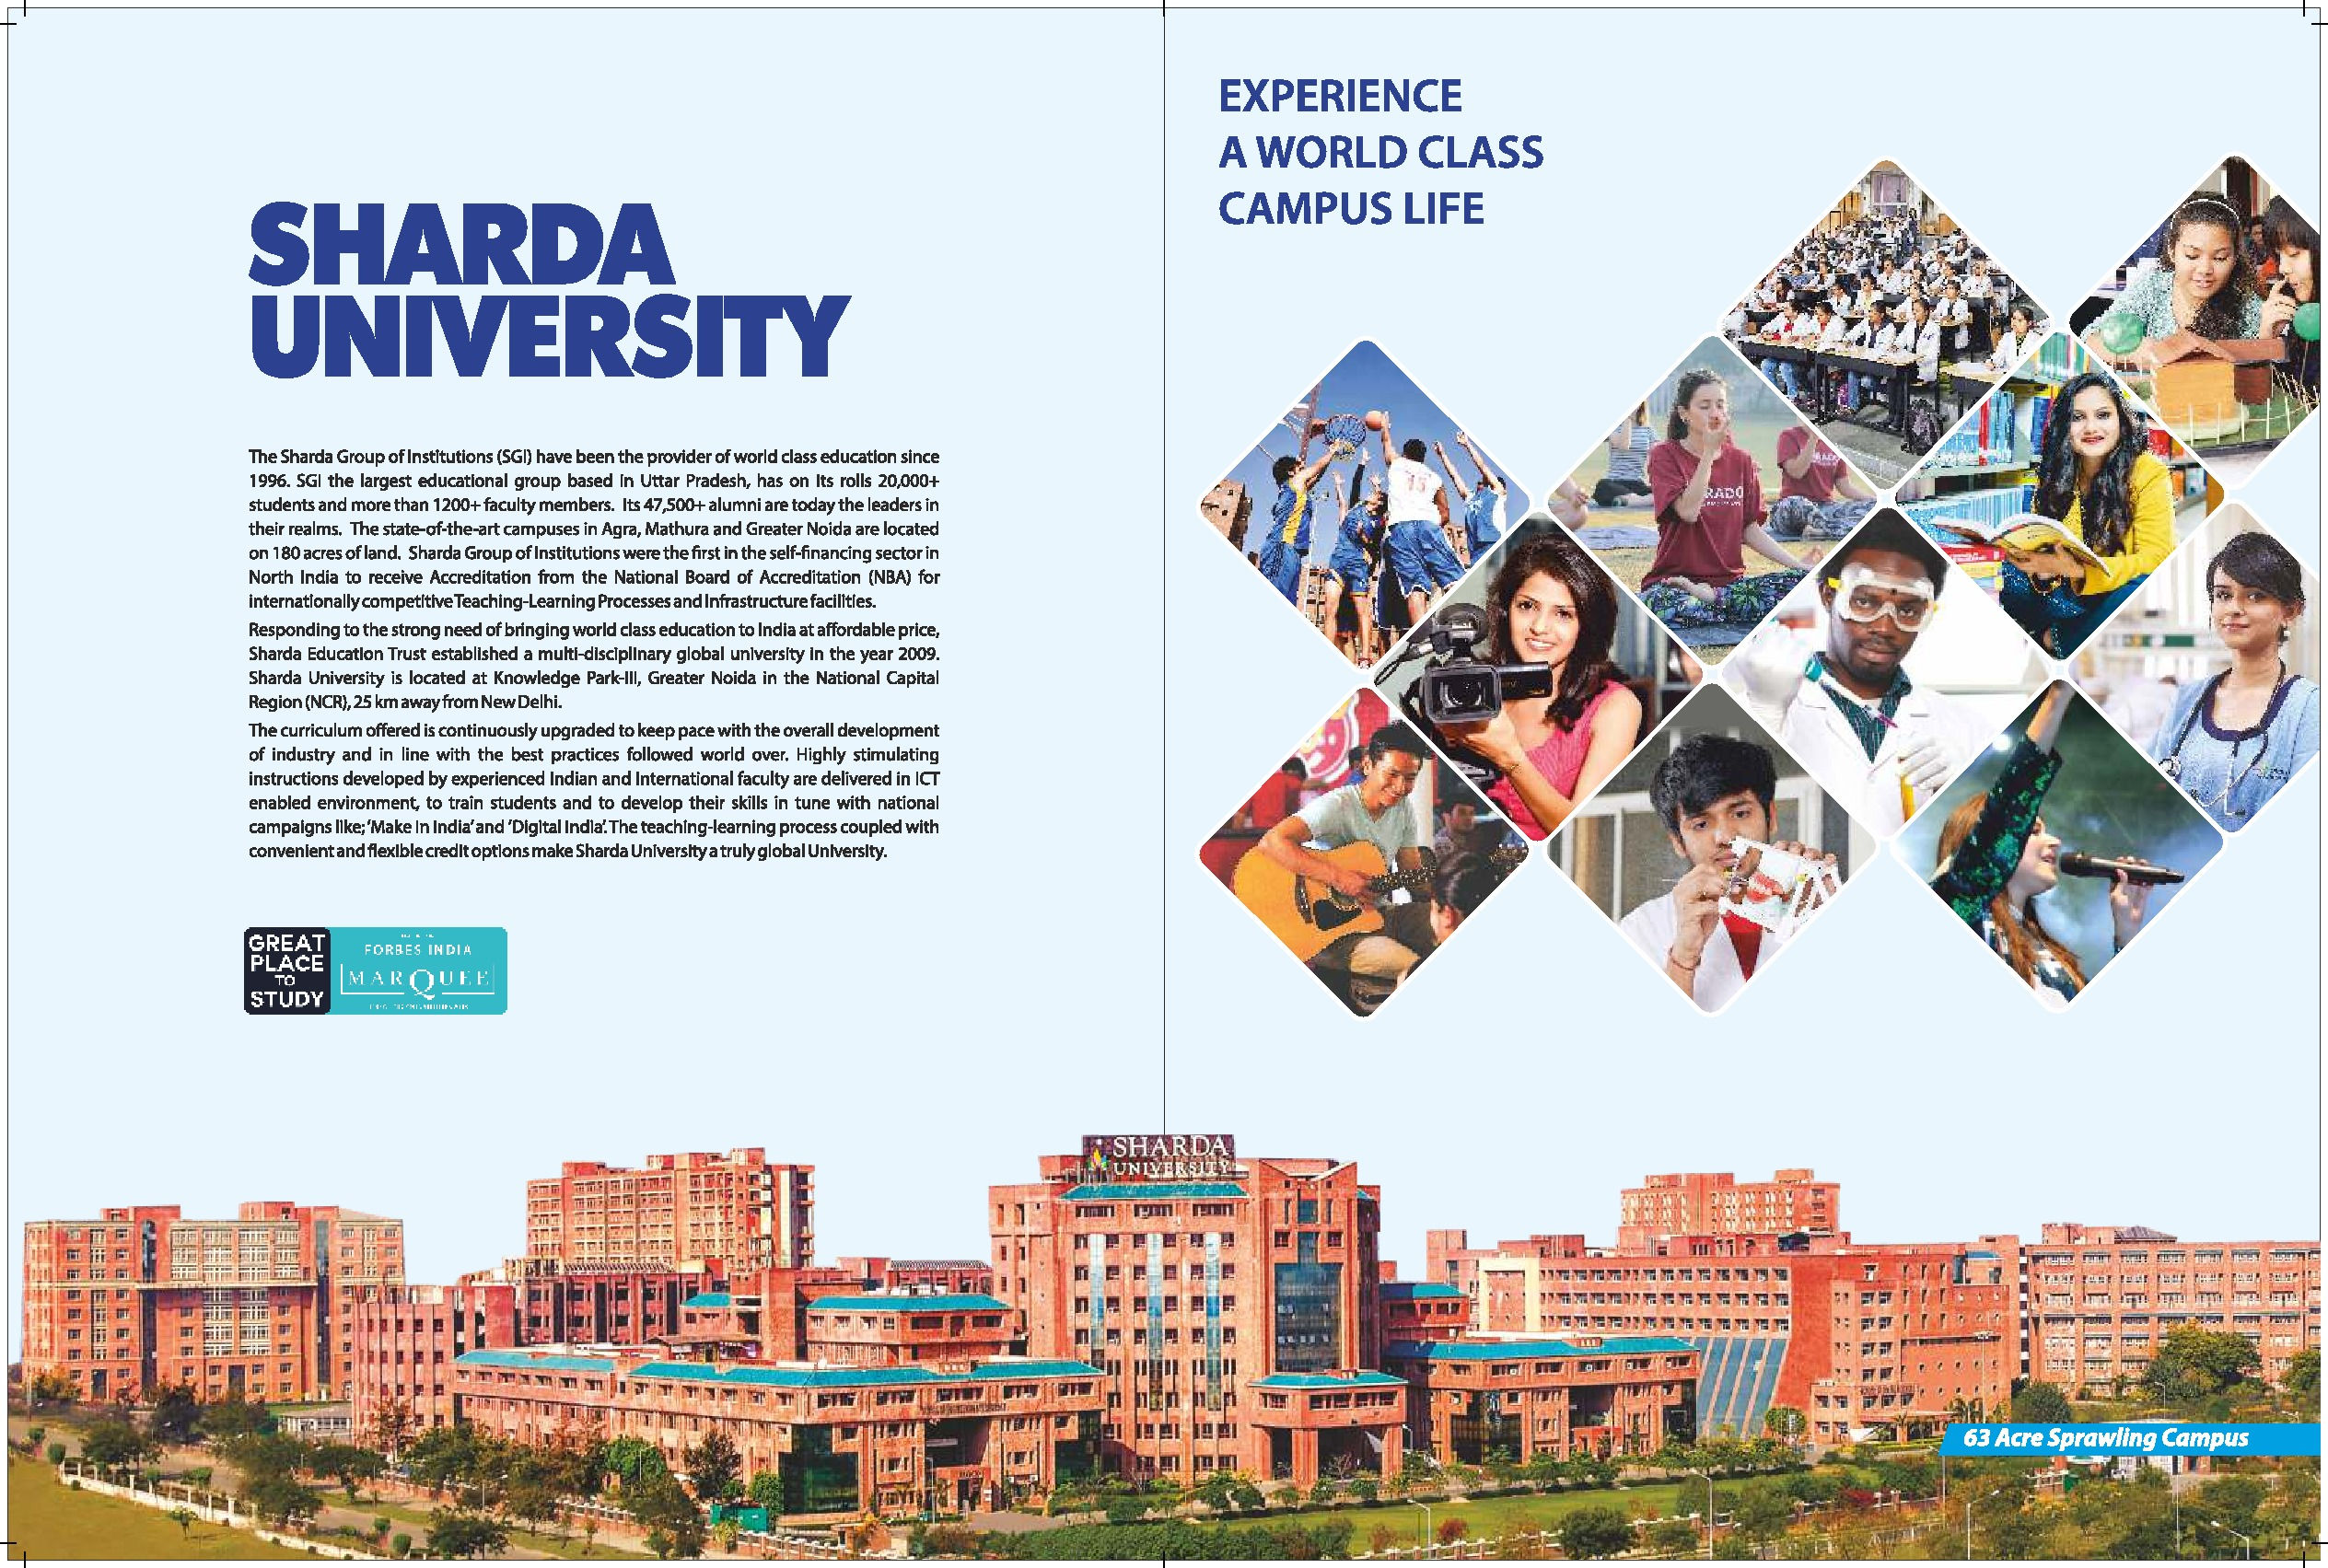 SHARDA
UNIVERSITY
The Sharda Group of Institutions (SGI) have been the provider of world class education since
1996. SGI the largest educational group based in Uttar Pradesh, has on its rolls 20,000+
students and more than 1200+ faculty members. Its 47,500+ alumni are today the leaders in
their realms. The state-of-the-art campuses in Agra, Mathura and Greater Noida are located
on 180 acres of land. Sharda Group of Institutions were the first in the self-financing sector in
North India to receive Accreditation from the National Board of Accreditation (NBA) for
internationally competitive Teaching-Learning Processes and Infrastructure facilities.
Responding to the strong need of bringing world class education to India at affordable price,
Sharda Education Trust established a multi-disciplinary global university in the year 2009.
Sharda University is located at Knowledge Park-III, Greater Noida in the National Capital
Region (NCR), 25 km away from New Delhi.
The curriculum offered is continuously upgraded to keep pace with the overall development
of industry and in line with the best practices followed world over. Highly stimulating
instructions developed by experienced Indian and International faculty are delivered in ICT
enabled environment, to train students and to develop their skills in tune with national
campaigns like; ‘Make in India’ and ‘Digital India’. The teaching-learning process coupled with
convenient and flexible credit options make Sharda University a truly global University.
GREAT
PLACE
TO
STUDY
FORBES INDIA
MARQUEE
EXPERIENCE
A WORLD CLASS
CAMPUS LIFE
15
RADO
SHARDA
UNIVERSITY
63 Acre Sprawling Campus